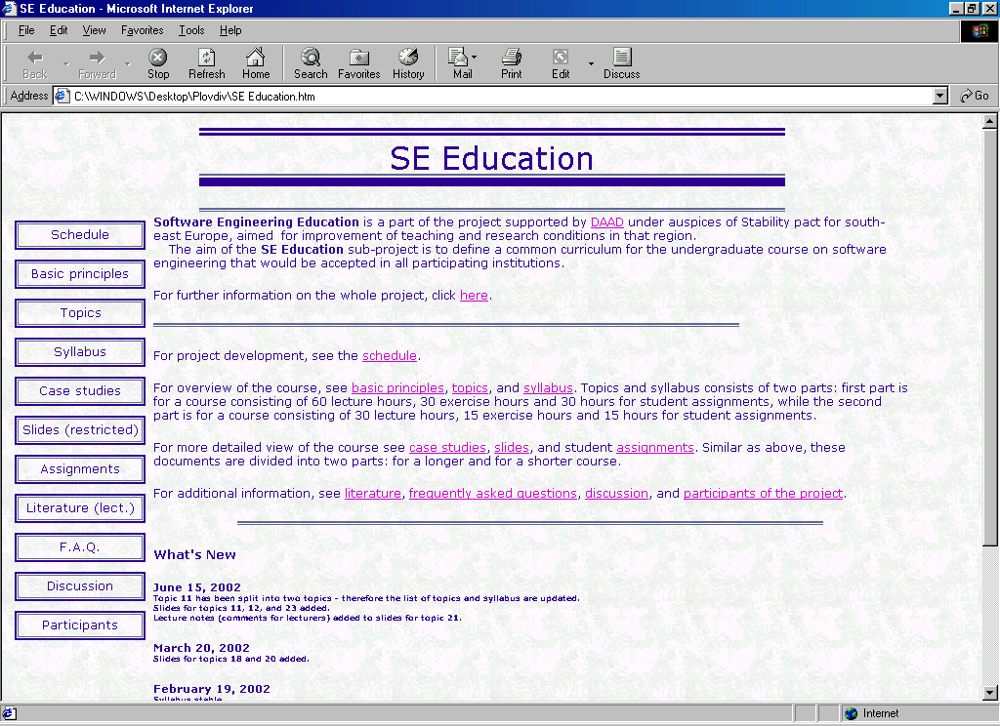 SE Education - Microsoft Internet Explorer
File Edit View Favorites Tools Help
Back Forward Stop Refresh Home Search Favorites History Mail Print Edit Discuss
Address C:\WINDOWS\Desktop\Plovdiv\SE Education.htm Go
SE Education
Schedule
Basic principles
Topics
Syllabus
Case studies
Slides (restricted)
Assignments
Literature (lect.)
F.A.Q.
Discussion
Participants
Software Engineering Education is a part of the project supported by DAAD under auspices of Stability pact for south-
east Europe, aimed for improvement of teaching and research conditions in that region.
The aim of the SE Education sub-project is to define a common curriculum for the undergraduate course on software
engineering that would be accepted in all participating institutions.
For further information on the whole project, click here.
For project development, see the schedule.
For overview of the course, see basic principles, topics, and syllabus. Topics and syllabus consists of two parts: first part is
for a course consisting of 60 lecture hours, 30 exercise hours and 30 hours for student assignments, while the second
part is for a course consisting of 30 lecture hours, 15 exercise hours and 15 hours for student assignments.
For more detailed view of the course see case studies, slides, and student assignments. Similar as above, these
documents are divided into two parts: for a longer and for a shorter course.
For additional information, see literature, frequently asked questions, discussion, and participants of the project.
What's New
June 15, 2002
Topic 11 has been split into two topics - therefore the list of topics and syllabus are updated.
Slides for topics 11, 12, and 23 added.
Lecture notes (comments for lecturers) added to slides for topic 21.
March 20, 2002
Slides for topics 18 and 20 added.
February 19, 2002
Syllabus stable
Internet